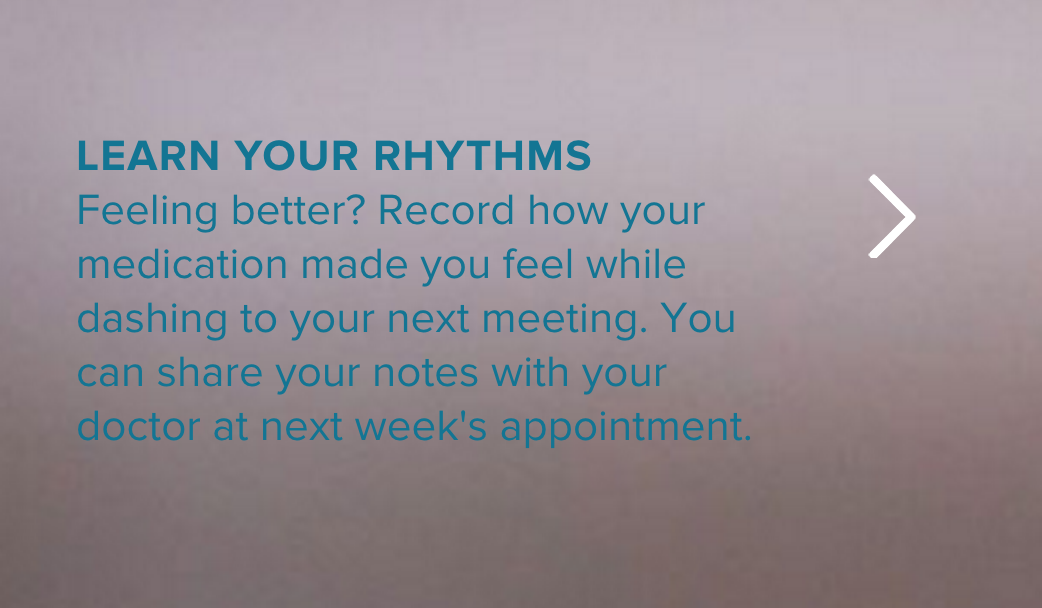 LEARN YOUR RHYTHMS
Feeling better? Record how your
medication made you feel while
dashing to your next meeting. You
can share your notes with your
doctor at next week's appointment.